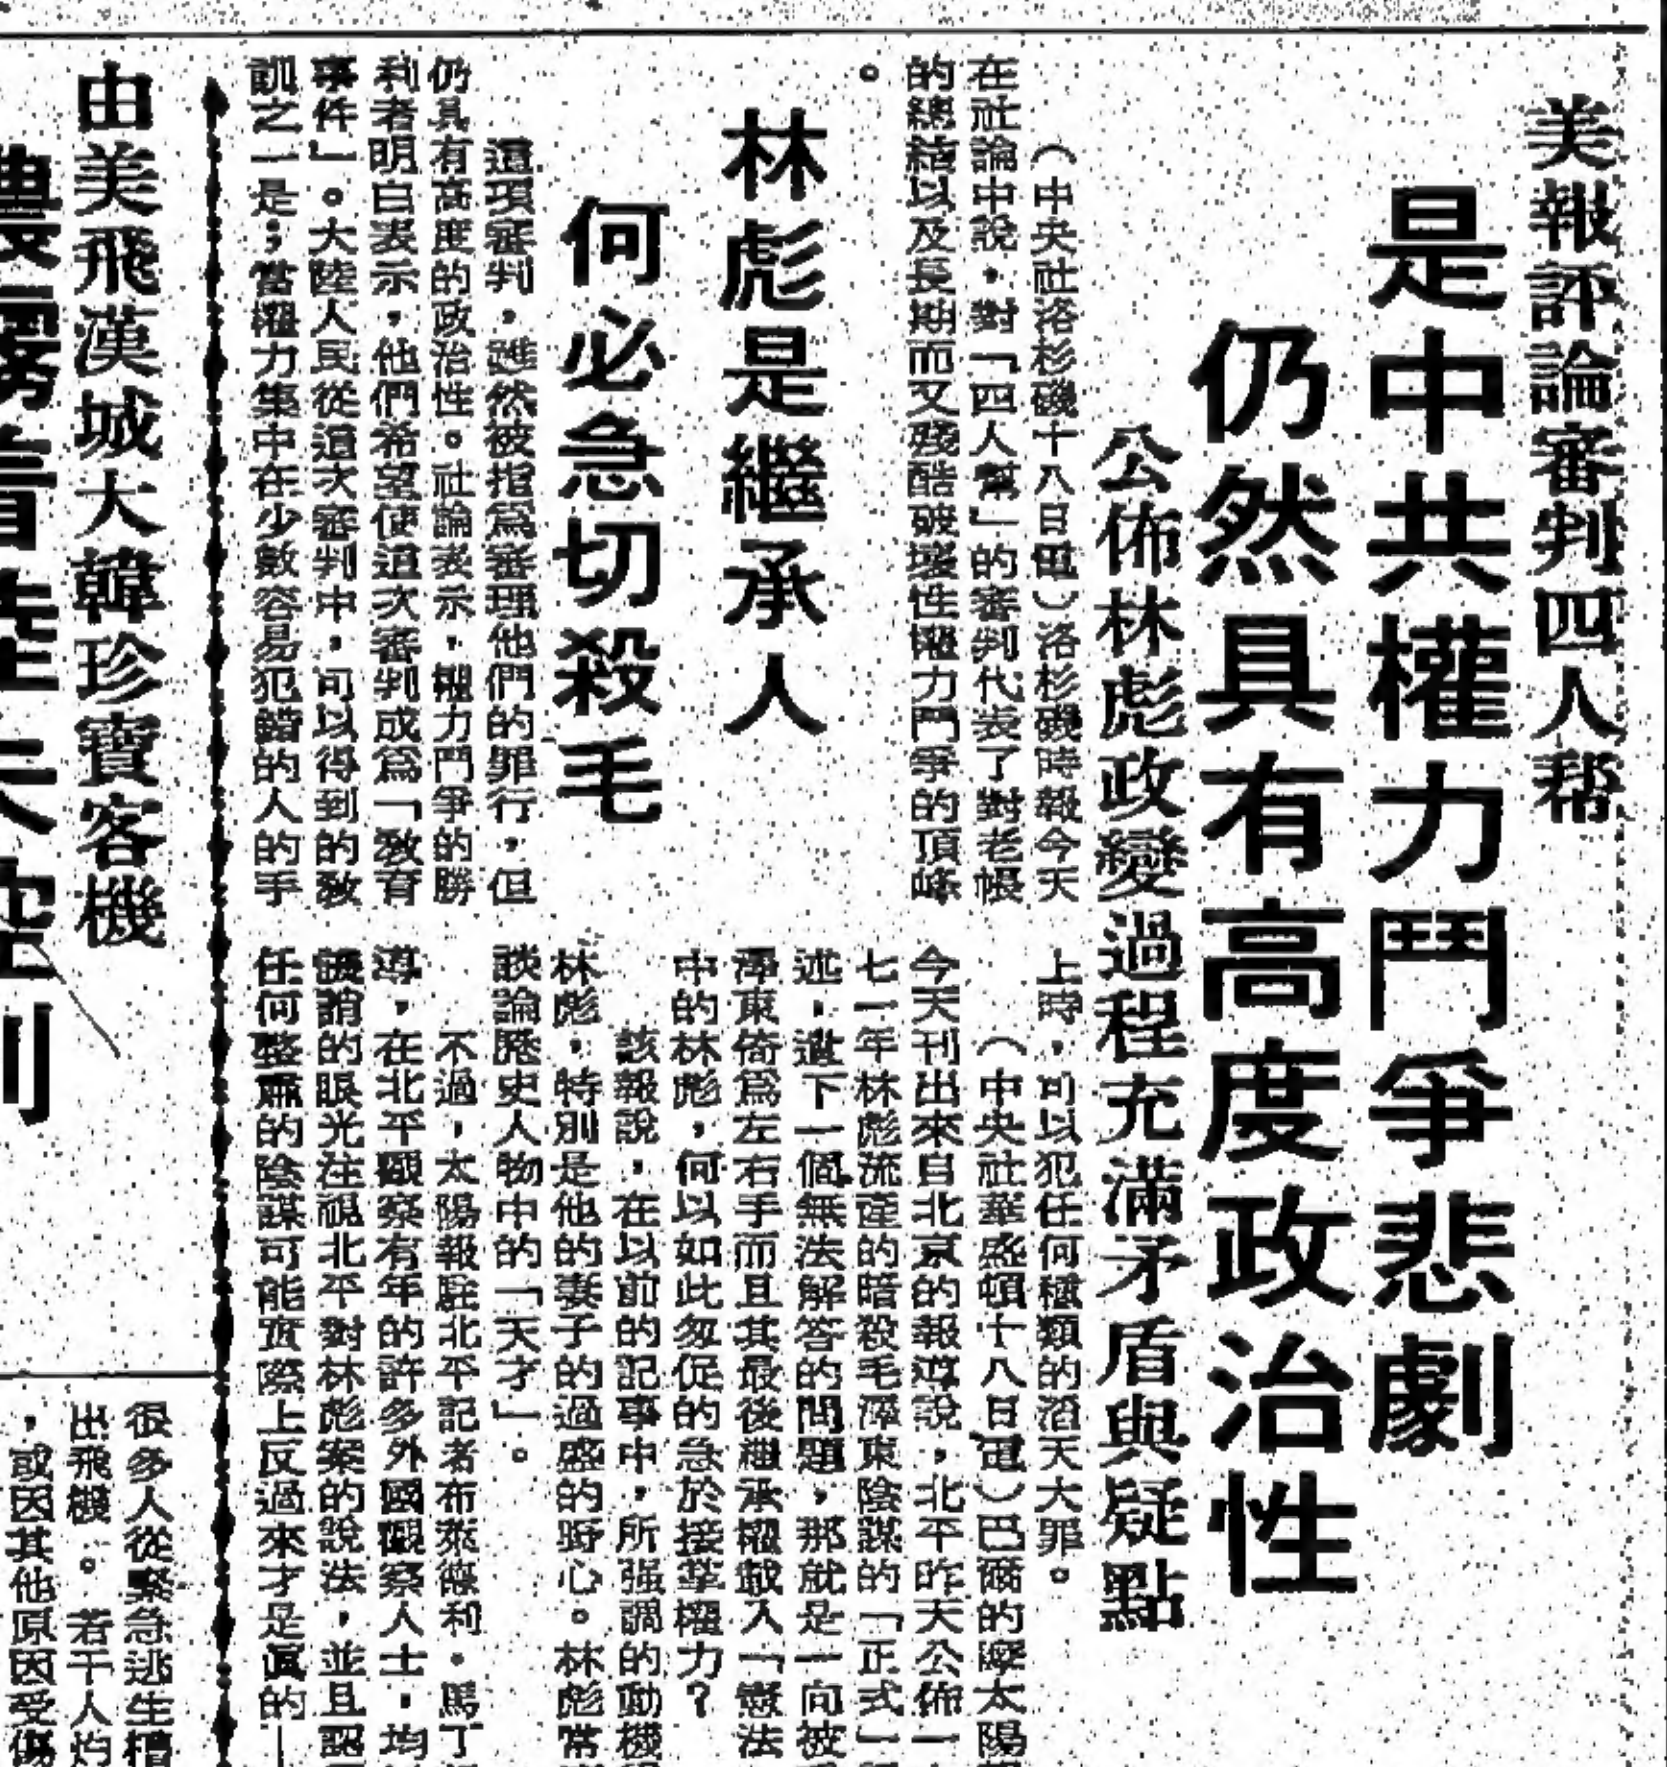 美報評論審判四人幇
是中共權力鬥爭悲劇
仍然具有高度政治性
公佈林彪政變過程充滿矛盾與疑點
(中央社洛杉磯十八日電)洛杉磯時報今天
在社論中說,對「四人幫」的審判代表了對老帳
的總結以及長期而又殘酷破壞性權力鬥爭的頂峰
。
林彪是繼承人
何必急切殺毛
這項審判,雖然被指為審理他們的罪行,但
仍具有高度的政治性。社論表示,權力鬥爭的勝
利者明白表示,他們希望使這次審判成為「教育
事件」。大陸人民從這次審判中,可以得到的教
訓之一是;當權力集中在少數容易犯錯的人的手
上時,可以犯任何種類的滔天大罪。
(中央社華盛頓十八日電)巴爾的摩太陽
今天刊出來自北京的報導說,北平昨天公佈一
七一年林彪流產的暗殺毛澤東陰謀的「正式」
述,遺下一個無法解答的問題,那就是一向被
澤東倚為左右手而且其最後繼承權載入「憲法
中的林彪,何以如此匆促的急於接掌權力?
該報說,在以前的記事中,所强調的動機
林彪,特別是他的妻子的過盛的野心。林彪常
談論歷史人物中的「天才」。
不過,太陽報駐北平記者布萊德利.馬丁
導,在北平觀察有年的許多外國觀察人士,均
的眼光注視北平對林彪案的說法,並且認
任何整肅的陰謀可能實際上反過來才是眞的—
由美飛漢城大韓珍寶客機
濃霧着陸失空
很多人從緊急逃生
出飛機。若干人灼
,或因其他原因受傷